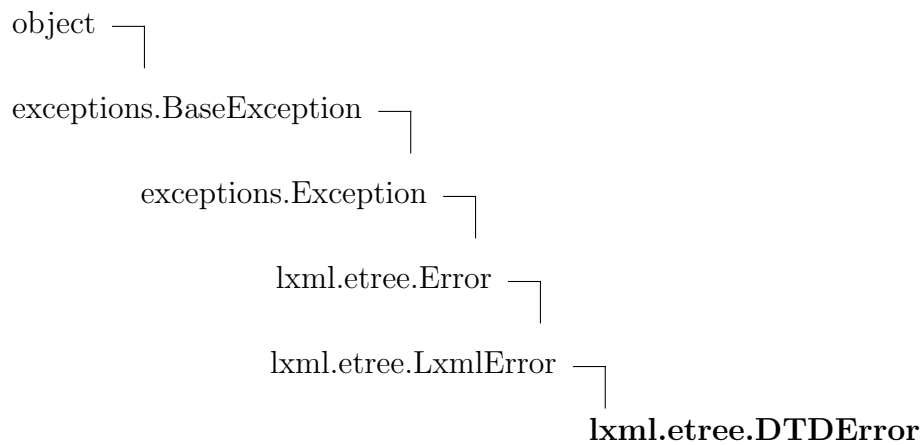 object
exceptions.BaseException
exceptions.Exception
lxml.etree.Error
lxml.etree.LxmlError
lxml.etree.DTDError